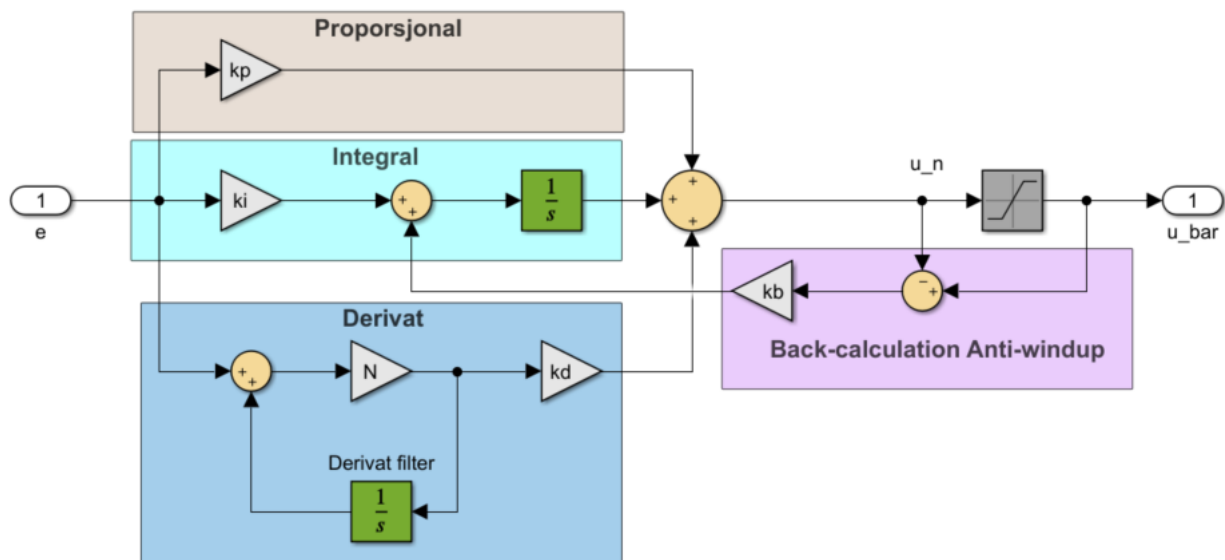 Proporsjonal
kp
+
Integral
u_n
1
e
ki
+
+
1
s
+
+
+
1
u_bar
kb
−
+
Back-calculation Anti-windup
Derivat
+
+
N
kd
Derivat filter
1
s